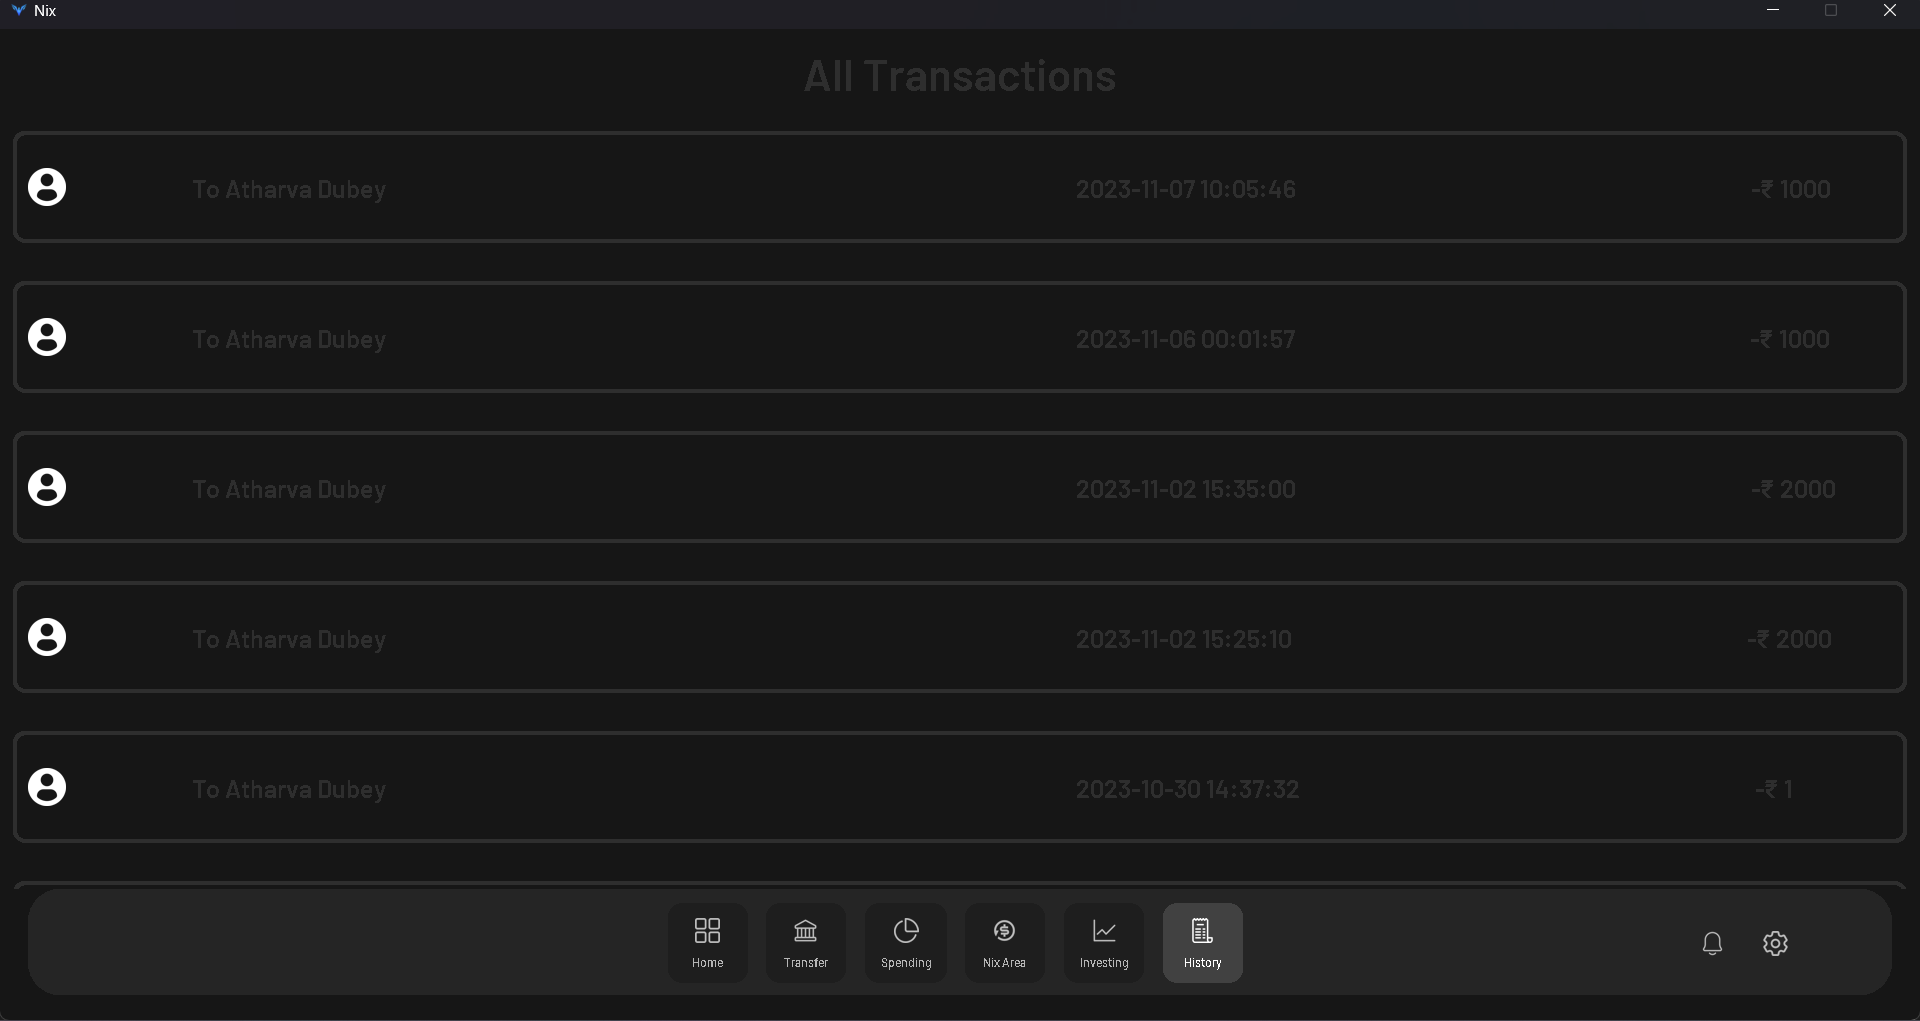 Nix
All Transactions
To Atharva Dubey 2023-11-07 10:05:46 -₹ 1000
To Atharva Dubey 2023-11-06 00:01:57 -₹ 1000
To Atharva Dubey 2023-11-02 15:35:00 -₹ 2000
To Atharva Dubey 2023-11-02 15:25:10 -₹ 2000
To Atharva Dubey 2023-10-30 14:37:32 -₹ 1
Home Transfer Spending Nix Area Investing History